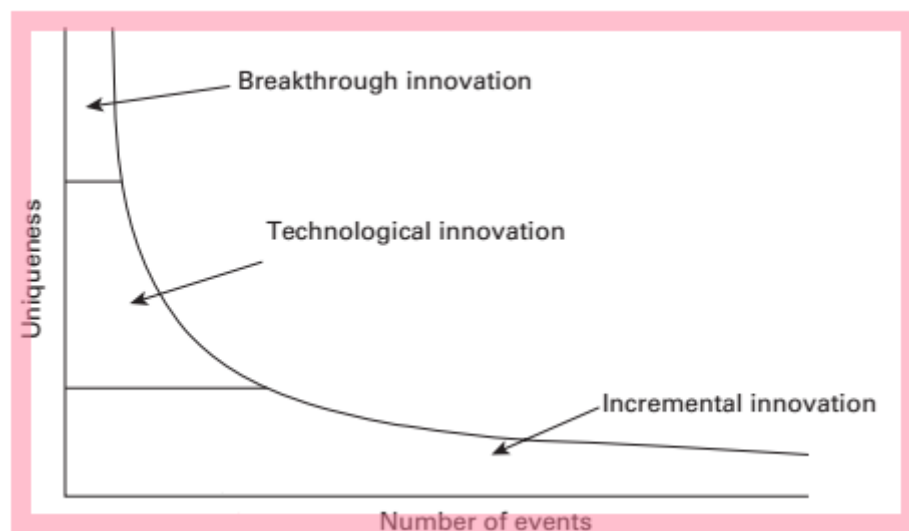 Breakthrough innovation
Technological innovation
Uniqueness
Incremental innovation
Number of events